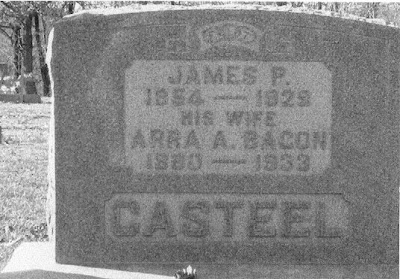 JAMES P.
1854 — 1929
HIS WIFE
ARRA A. BACON
1860 — 1933
CASTEEL